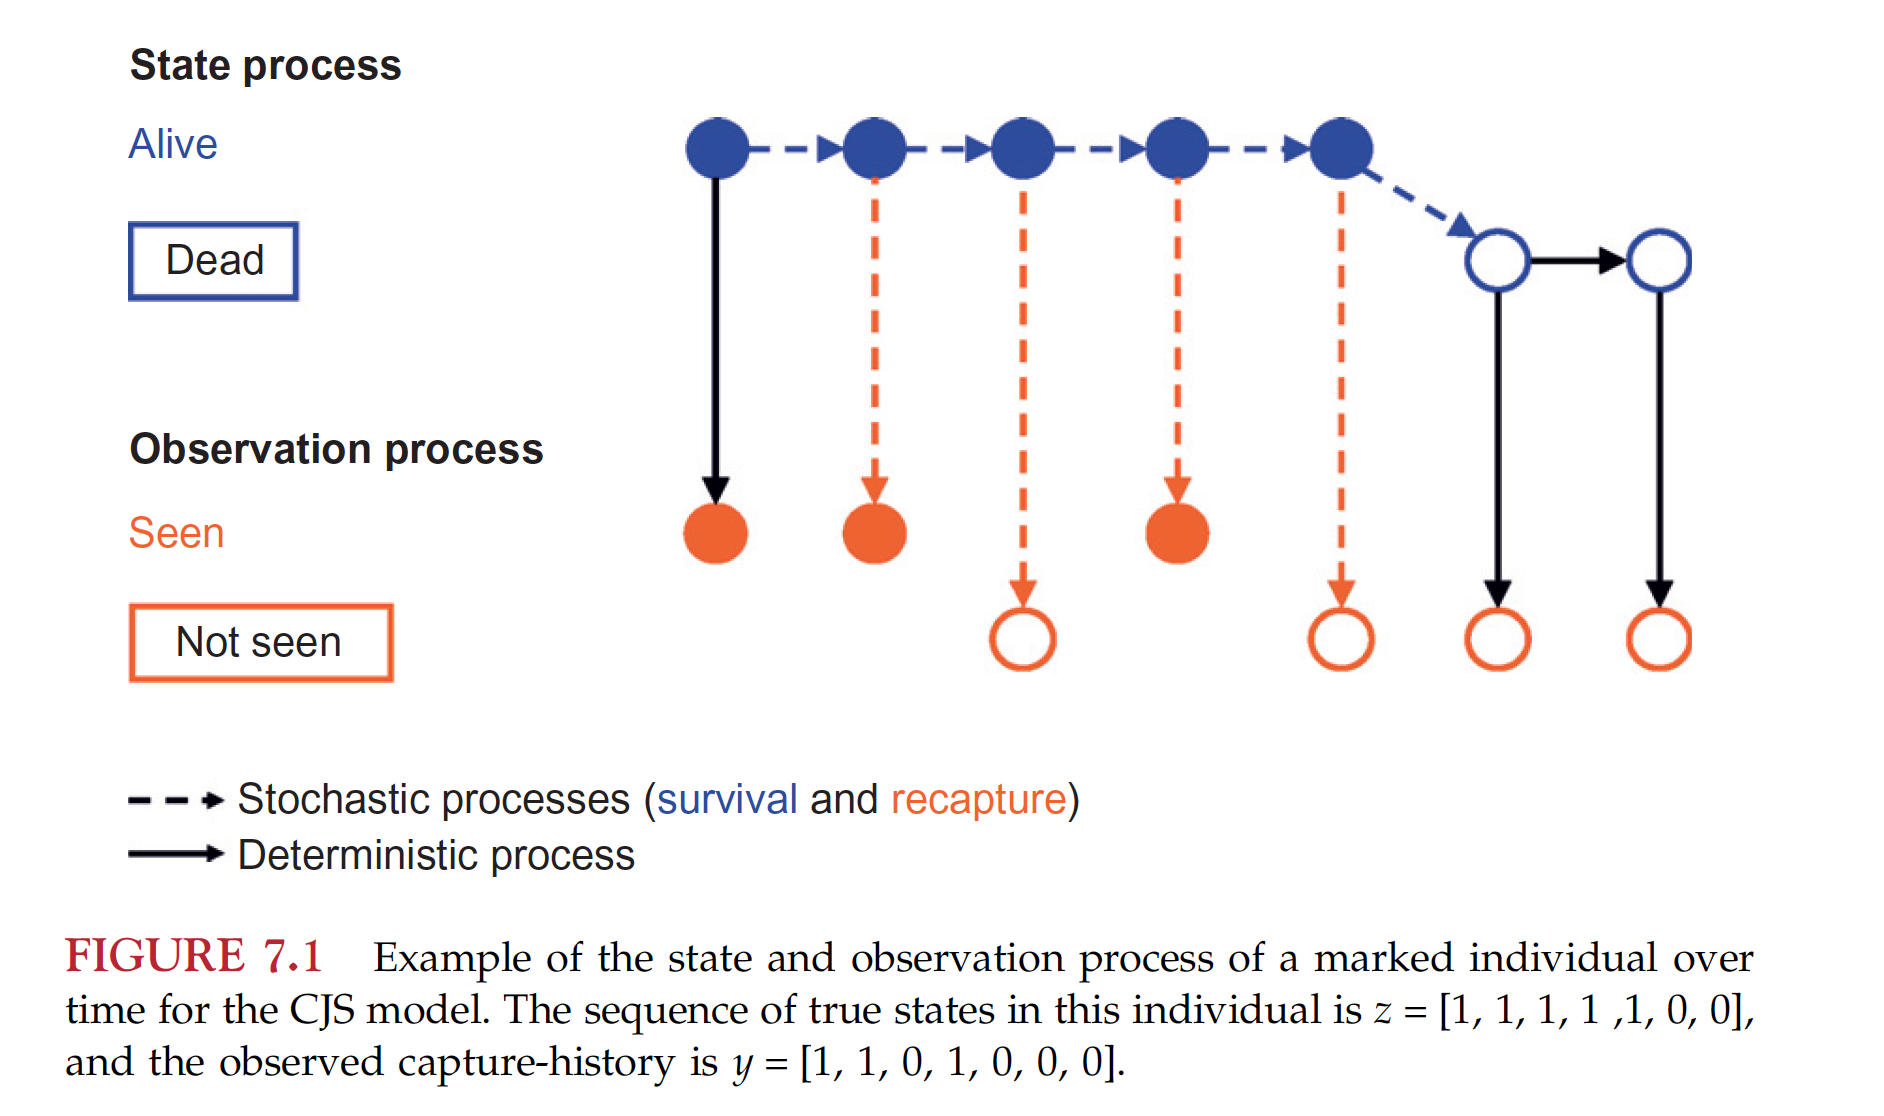 State process
Alive
Dead
Observation process
Seen
Not seen
Stochastic processes (survival and recapture)
Deterministic process
FIGURE 7.1 Example of the state and observation process of a marked individual over
time for the CJS model. The sequence of true states in this individual is z = [1, 1, 1, 1 ,1, 0, 0],
and the observed capture-history is y = [1, 1, 0, 1, 0, 0, 0].